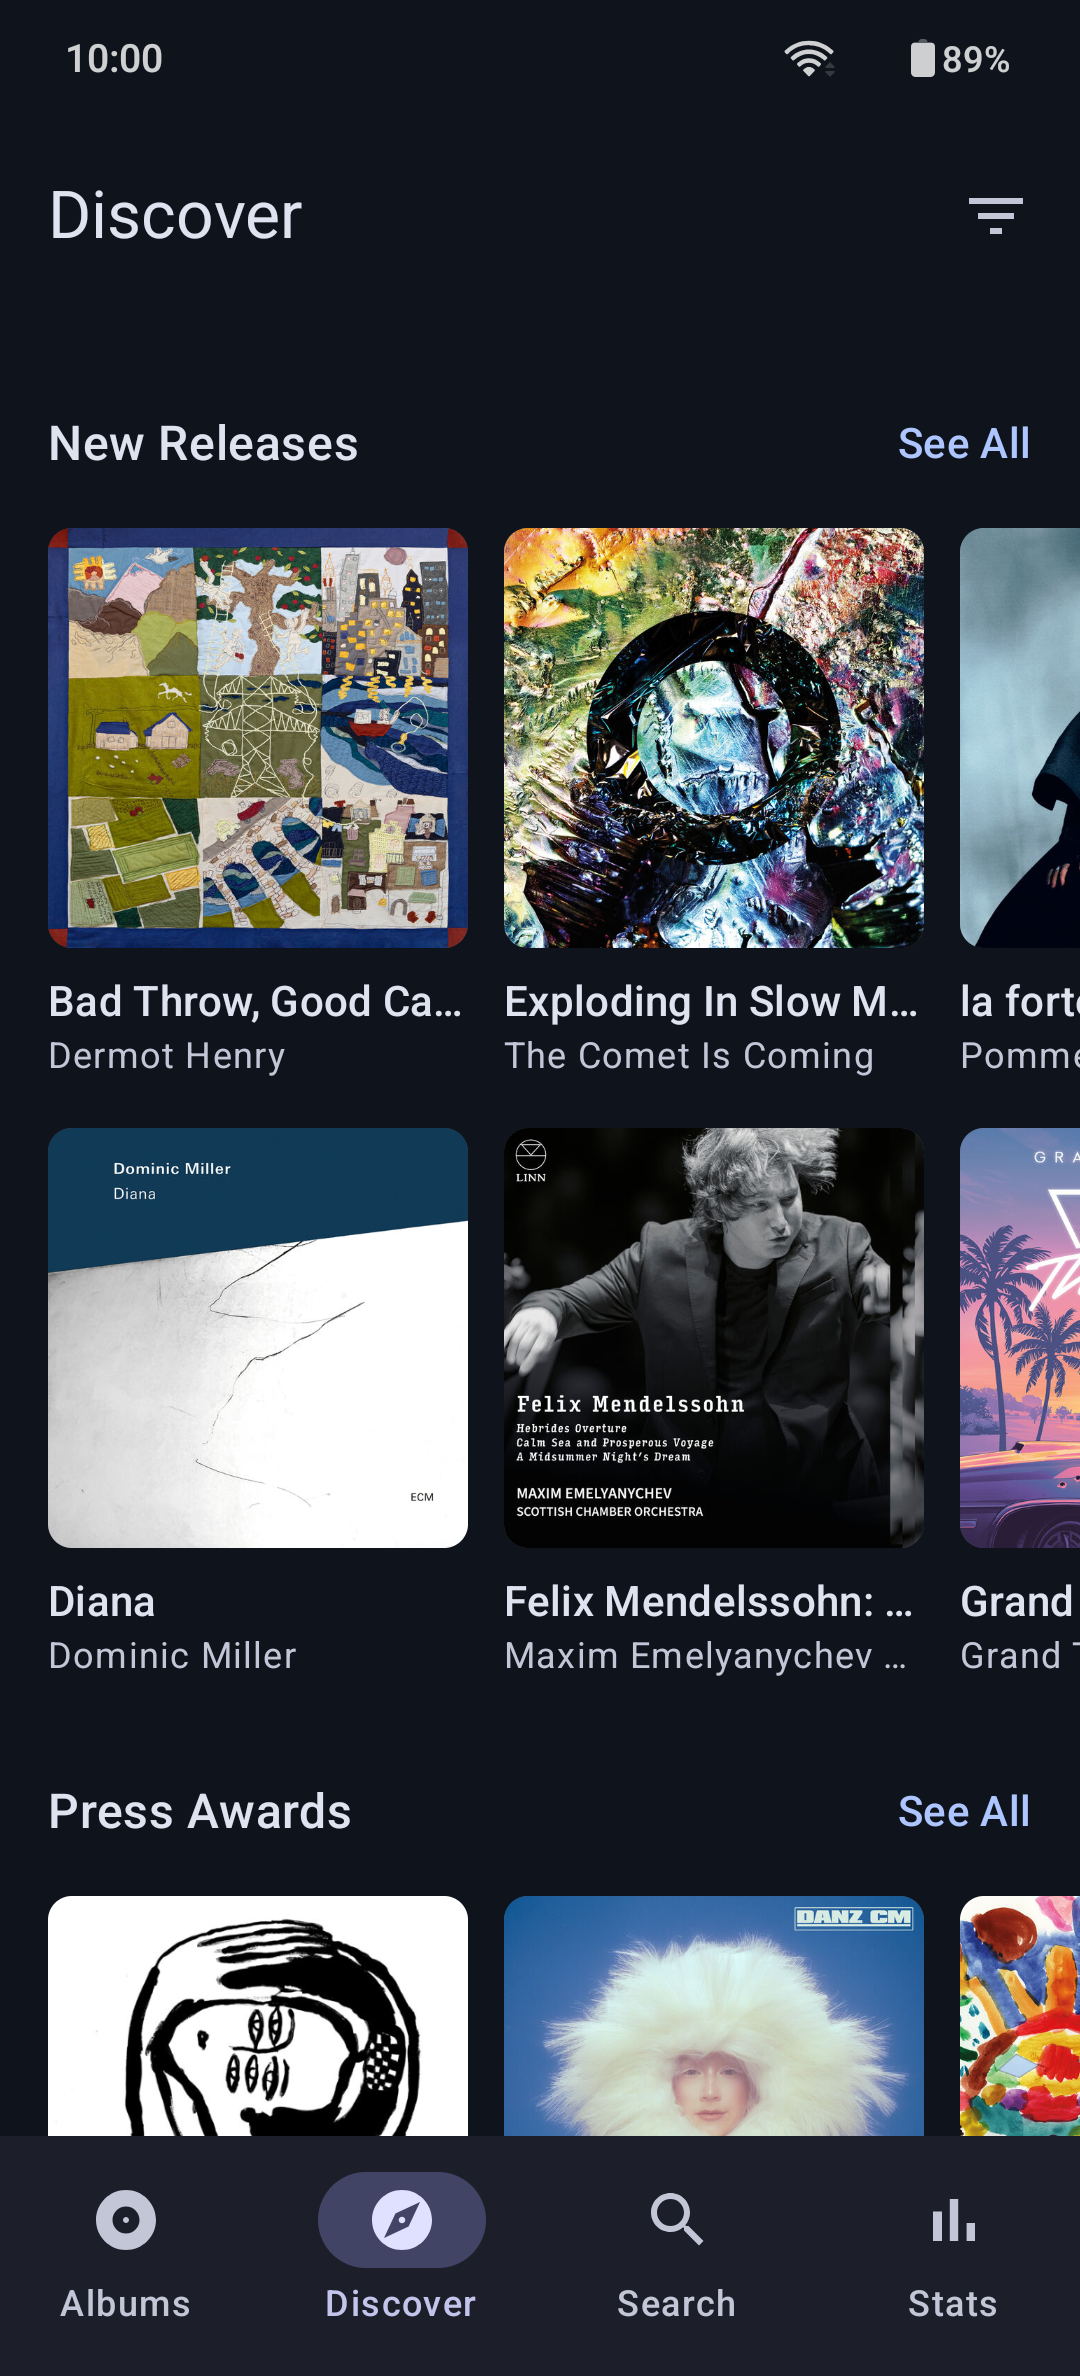 10:00
89%
Discover
New Releases
See All
Bad Throw, Good Ca...
Dermot Henry
Exploding In Slow M...
The Comet Is Coming
la fort
Pomme
Dominic Miller
Diana
ECM
LINN
Felix Mendelssohn
Hebrides Overture
Calm Sea and Prosperous Voyage
A Midsummer Night's Dream
MAXIM EMELYANYCHEV
SCOTTISH CHAMBER ORCHESTRA
GRA
Th
Diana
Dominic Miller
Felix Mendelssohn: ...
Maxim Emelyanychev ...
Grand
Grand T
Press Awards
See All
DANZ CM
Albums
Discover
Search
Stats